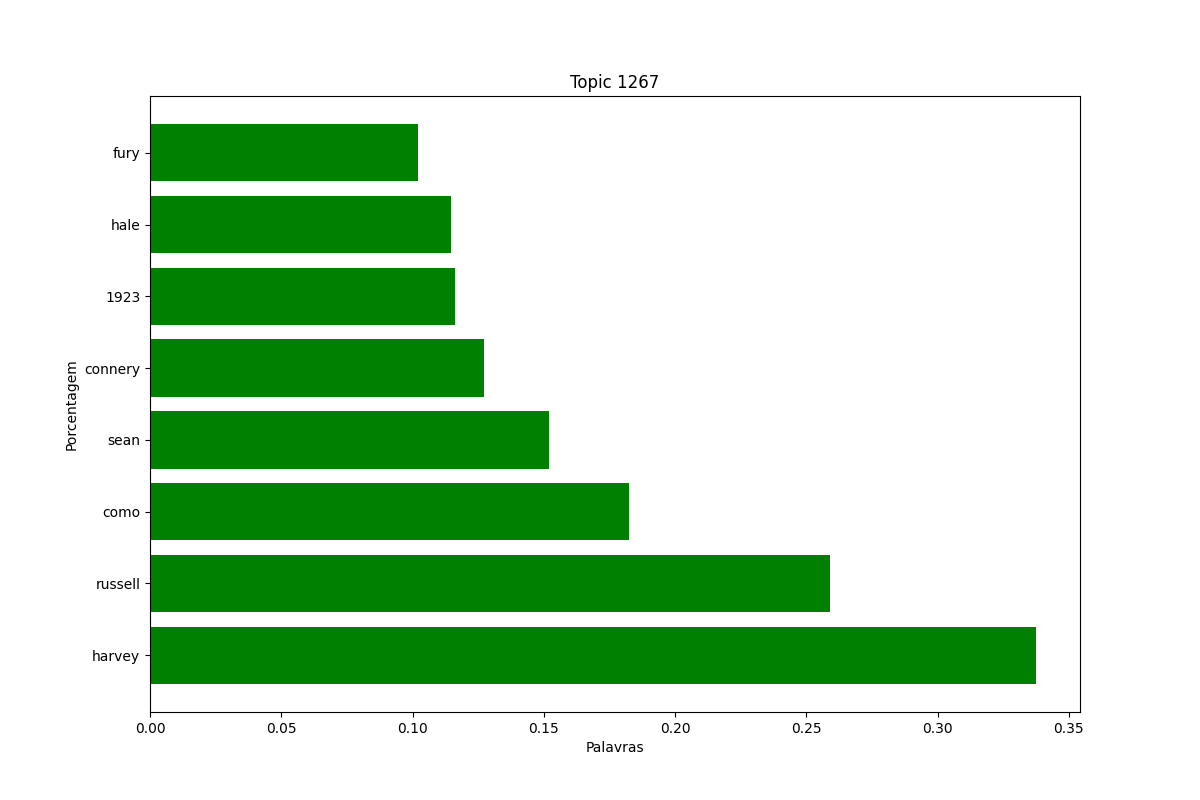 Topic 1267
fury
hale
1923
connery
sean
como
russell
harvey
Porcentagem
0.00 0.05 0.10 0.15 0.20 0.25 0.30 0.35
Palavras